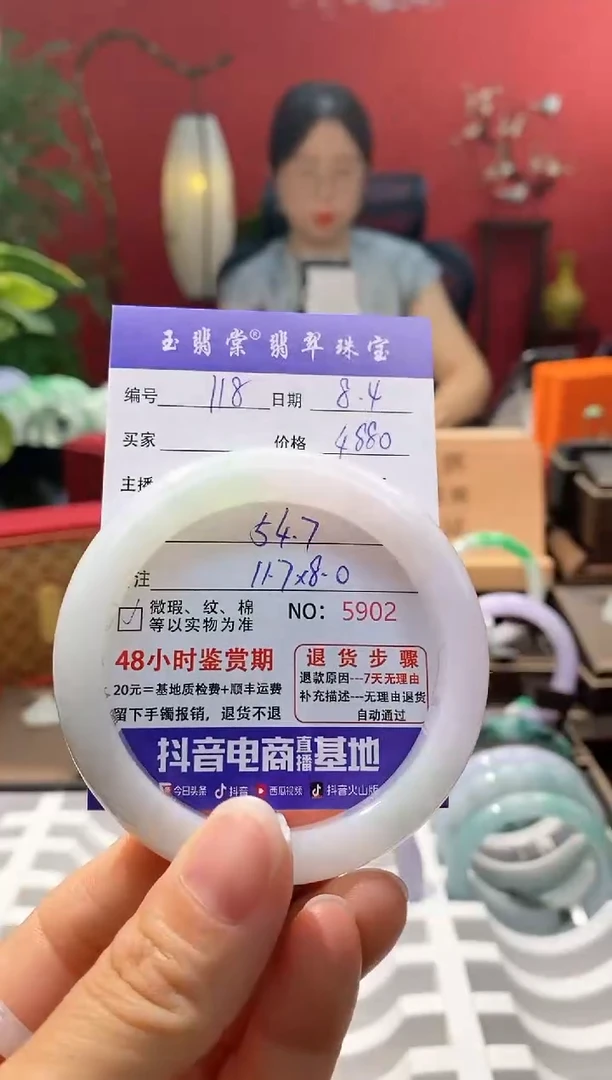 玉翡棠® 翡翠珠宝
编号 118 日期 8.4
买家 价格 4880
主播
54.7
注 11.7x8.0
☑ 微瑕、纹、棉
等以实物为准
NO: 5902
48小时鉴赏期
20元=基地质检费+顺丰运费
留下手镯报销，退货不退
退货步骤
退款原因---7天无理由
补充描述---无理由退货
自动通过
抖音电商直播基地
今日头条 抖音 西瓜视频 抖音火山版